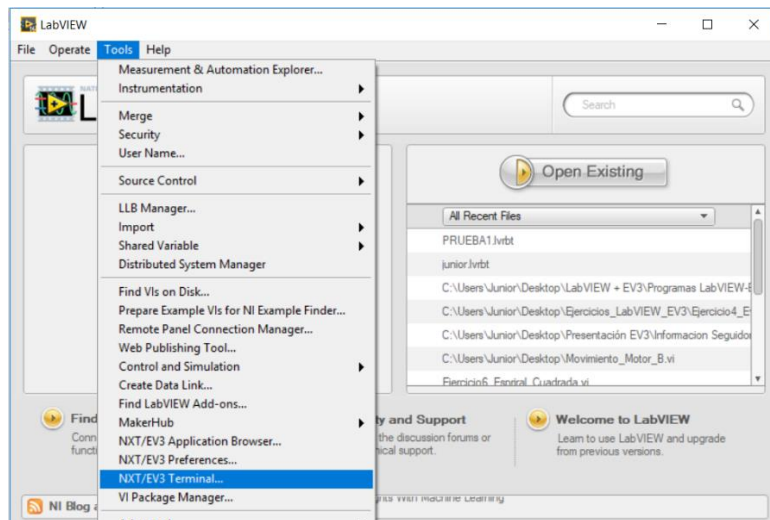 LabVIEW
File Operate Tools Help
Measurement & Automation Explorer...
Instrumentation
Merge
Security
User Name...
Source Control
LLB Manager...
Import
Shared Variable
Distributed System Manager
Find VIs on Disk...
Prepare Example VIs for NI Example Finder...
Remote Panel Connection Manager...
Web Publishing Tool...
Control and Simulation
Create Data Link...
Find LabVIEW Add-ons...
MakerHub
NXT/EV3 Application Browser...
NXT/EV3 Preferences...
NXT/EV3 Terminal...
VI Package Manager...
NAT
L
Search
Open Existing
All Recent Files
PRUEBA1.lvrbt
junior.lvrbt
C:\Users\Junior\Desktop\LabVIEW + EV3\Programas LabVIEW-E
C:\Users\Junior\Desktop\Ejercicios_LabVIEW_EV3\Ejercicio4_E
C:\Users\Junior\Desktop\Presentación EV3\Informacion Seguido
C:\Users\Junior\Desktop\Movimiento_Motor_B.vi
Ejercicio6_Espriral_Cuadrada.vi
Find
Conn
functi
ty and Support
the discussion forums or
nical support.
Welcome to LabVIEW
Learn to use LabVIEW and upgrade
from previous versions.
NI Blog a
With Machine Learning